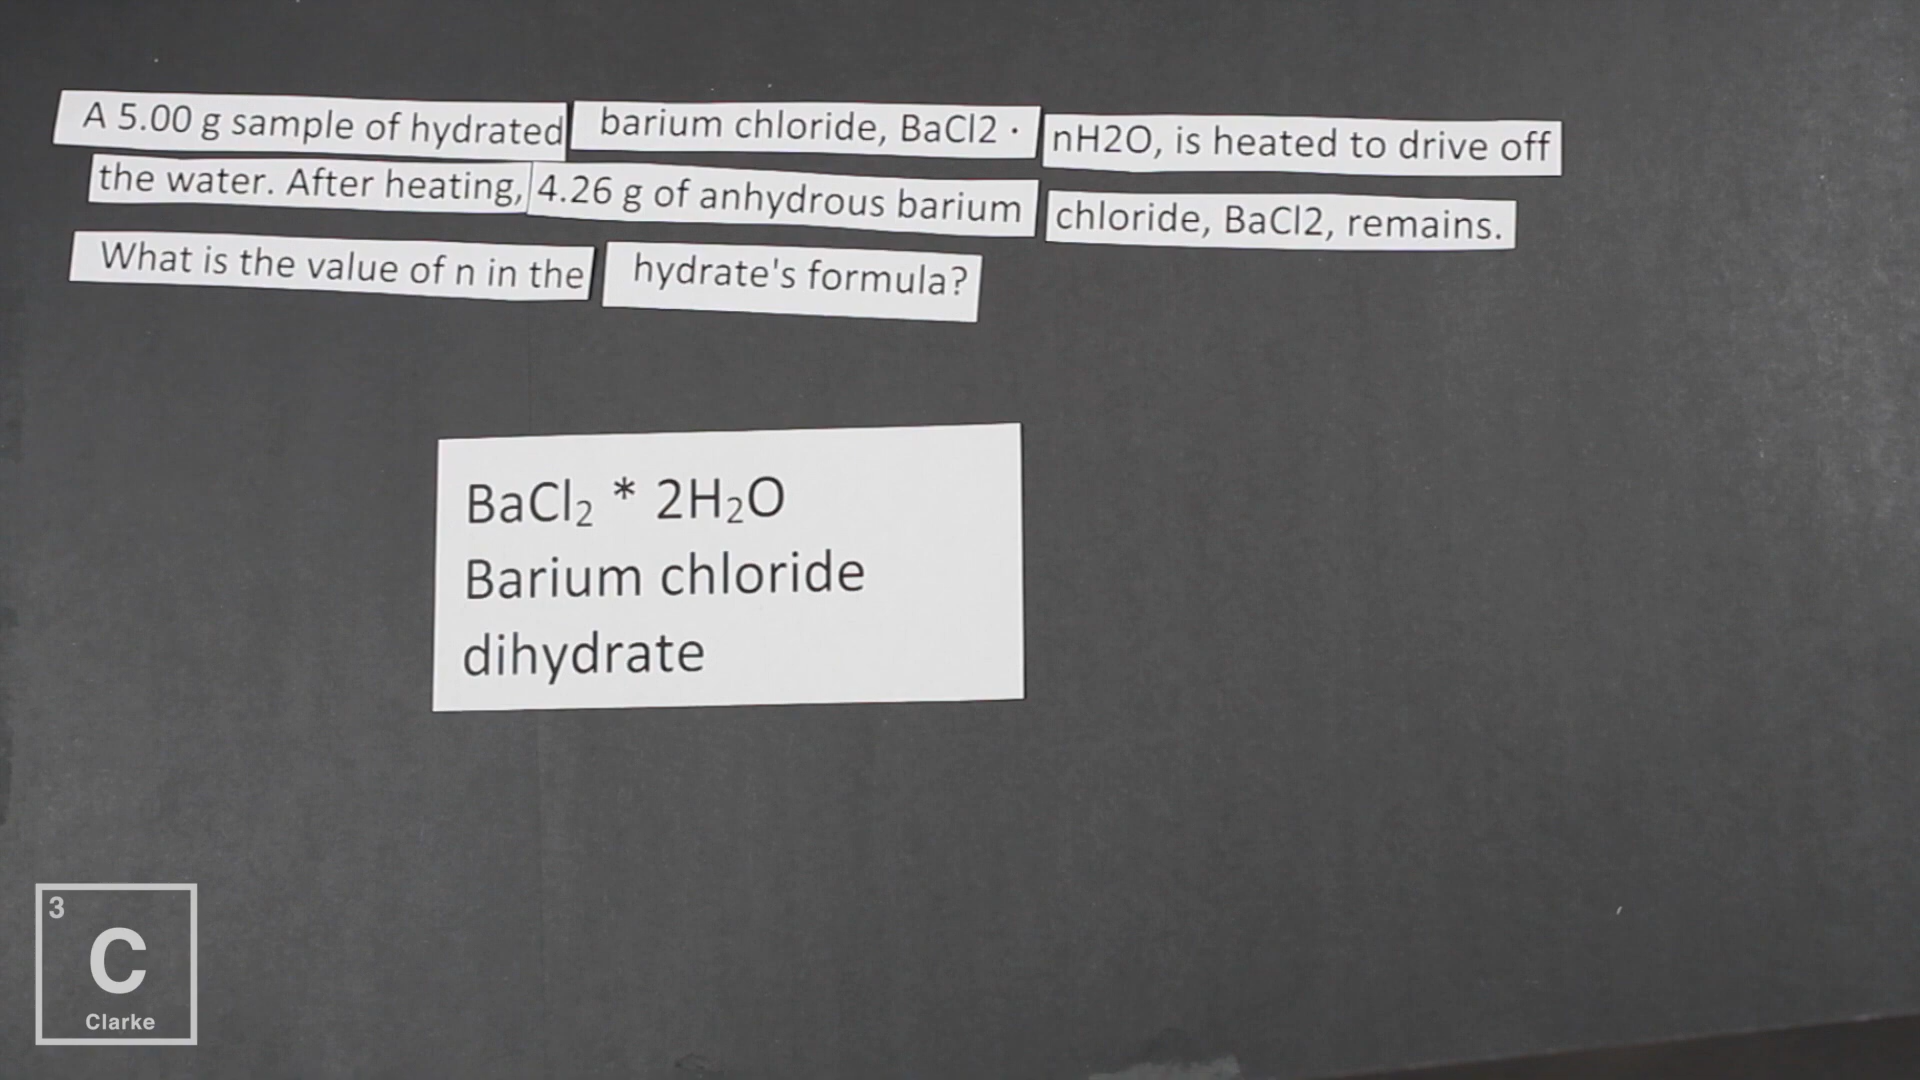 A 5.00 g sample of hydrated barium chloride, BaCl2 · nH2O, is heated to drive off
the water. After heating, 4.26 g of anhydrous barium chloride, BaCl2, remains.
What is the value of n in the hydrate's formula?
BaCl₂ * 2H₂O
Barium chloride
dihydrate
3
C
Clarke